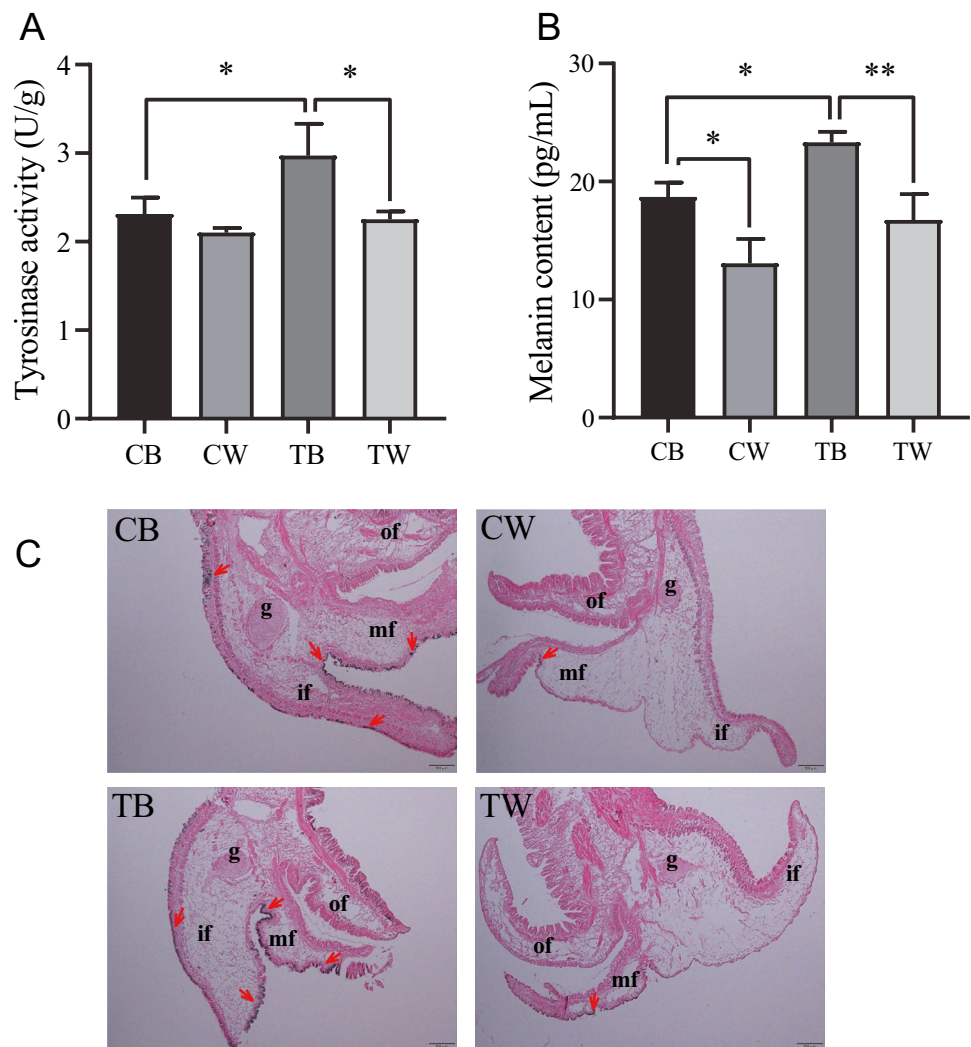 A
Tyrosinase activity (U/g)
4
3
2
1
0
*
*
CB
CW
TB
TW
B
Melanin content (pg/mL)
30
20
10
0
*
*
**
CB
CW
TB
TW
C
CB
of
g
mf
if
CW
g
of
mf
if
TB
g
of
if
mf
TW
g
if
of
mf